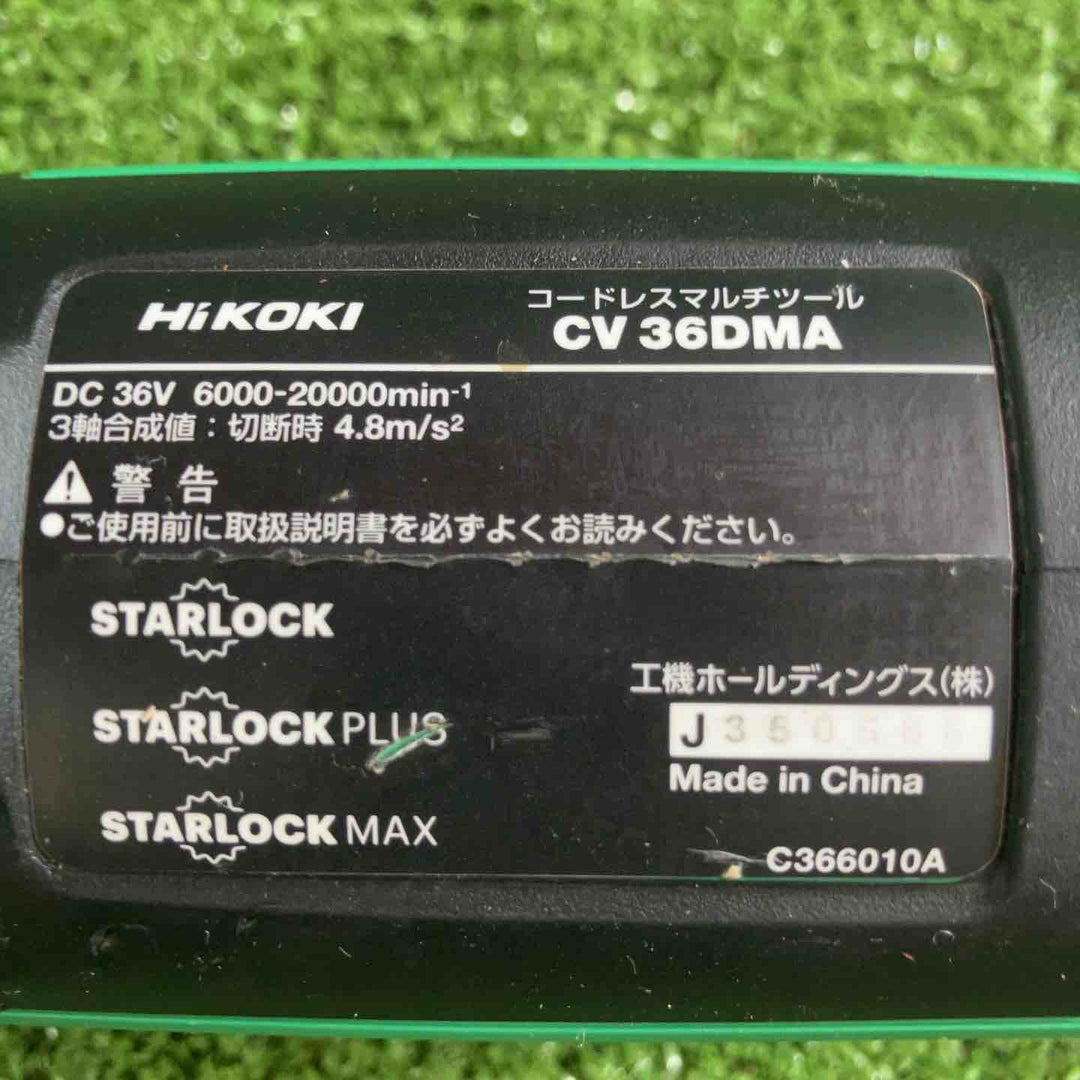 HiKOKI
コードレスマルチツール
CV 36DMA
DC 36V 6000-20000min⁻¹
3軸合成値：切断時 4.8m/s²
警告
●ご使用前に取扱説明書を必ずよくお読みください。
STARLOCK
STARLOCK PLUS
STARLOCK MAX
工機ホールディングス(株)
J
Made in China
C366010A